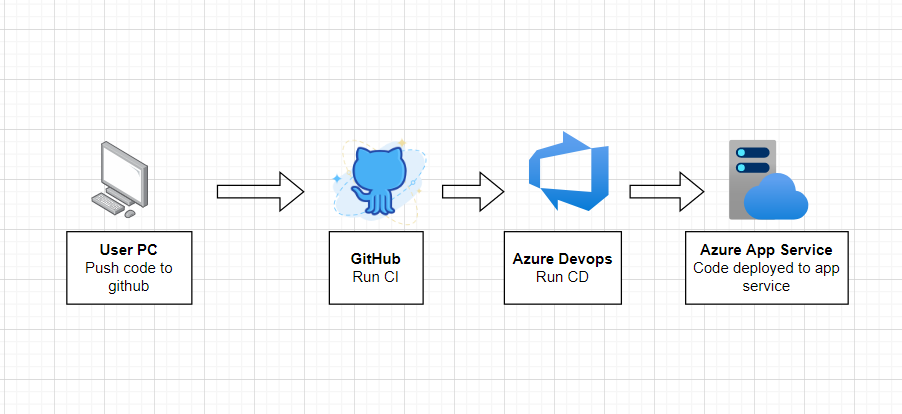 User PC
Push code to
github
GitHub
Run CI
Azure Devops
Run CD
Azure App Service
Code deployed to app
service